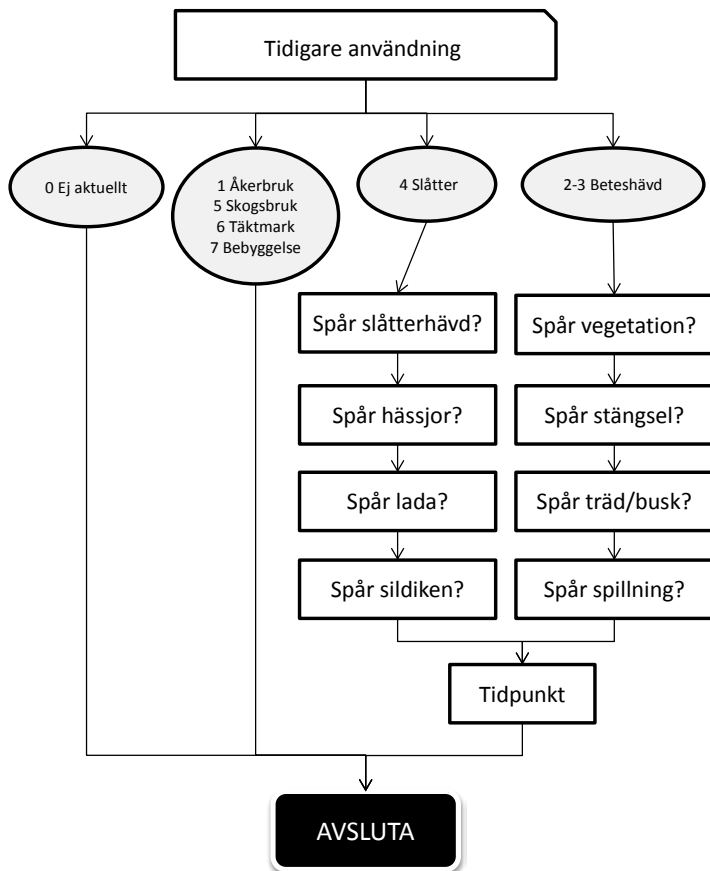 Tidigare användning
0 Ej aktuellt
1 Åkerbruk
5 Skogsbruk
6 Täktmark
7 Bebyggelse
4 Slåtter
2-3 Beteshävd
Spår slåtterhävd?
Spår vegetation?
Spår hässjor?
Spår stängsel?
Spår lada?
Spår träd/busk?
Spår sildiken?
Spår spillning?
Tidpunkt
AVSLUTA